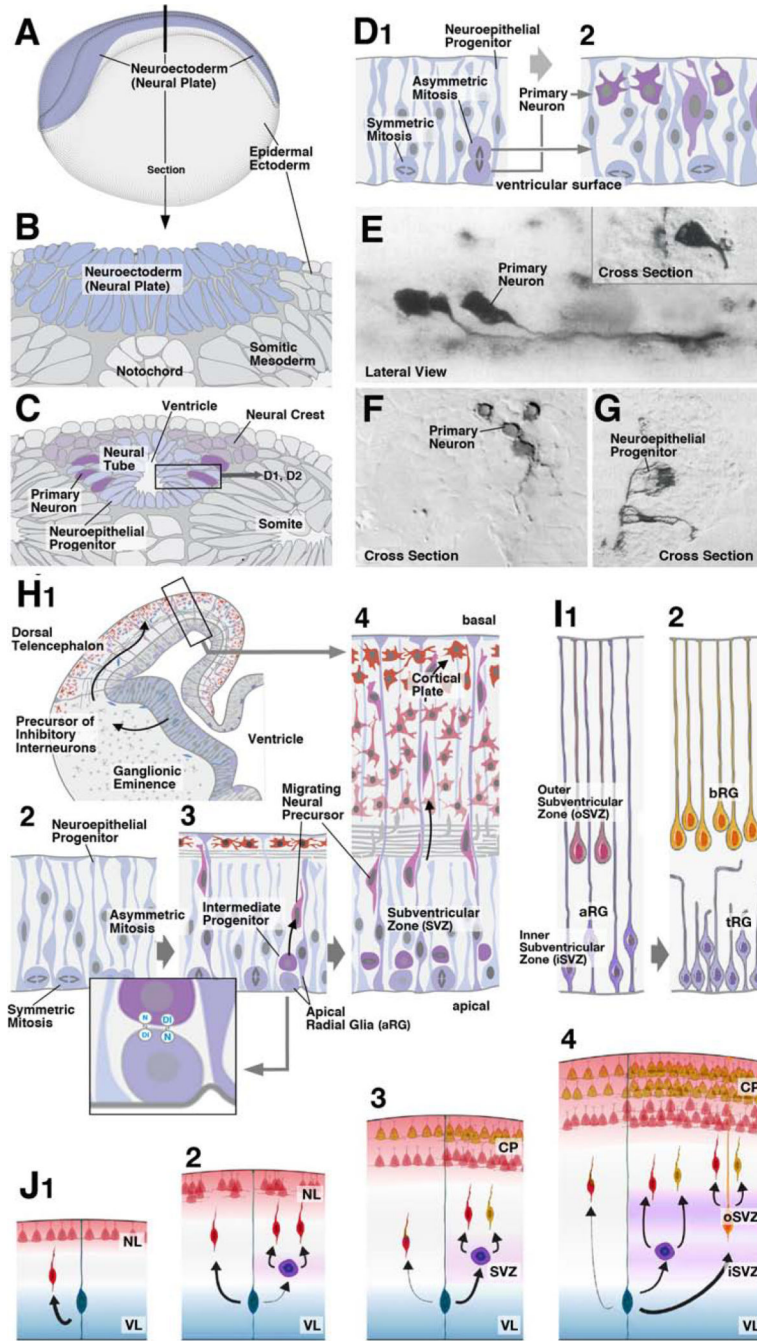 A
Neuroectoderm
(Neural Plate)
Section
Epidermal
Ectoderm
B
Neuroectoderm
(Neural Plate)
Somitic
Mesoderm
Notochord
C
Ventricle
Neural Crest
Neural
Tube
D1, D2
Primary
Neuron
Neuroepithelial
Progenitor
Somite
D1
Neuroepithelial
Progenitor
2
Asymmetric
Mitosis
Primary
Neuron
Symmetric
Mitosis
ventricular surface
E
Primary
Neuron
Cross Section
Lateral View
F
Primary
Neuron
Cross Section
G
Neuroepithelial
Progenitor
Cross Section
H1
Dorsal
Telencephalon
Precursor of
Inhibitory
Interneurons
Ganglionic
Eminence
Ventricle
2
Neuroepithelial
Progenitor
Asymmetric
Mitosis
Symmetric
Mitosis
3
Migrating
Neural
Precursor
Intermediate
Progenitor
Apical
Radial Glia (aRG)
N
Dl
Dl
N
4
basal
Cortical
Plate
Subventricular
Zone (SVZ)
apical
I1
Outer
Subventricular
Zone (oSVZ)
aRG
Inner
Subventricular
Zone (iSVZ)
2
bRG
tRG
J1
NL
VL
2
NL
VL
3
CP
SVZ
VL
4
CP
oSVZ
iSVZ
VL